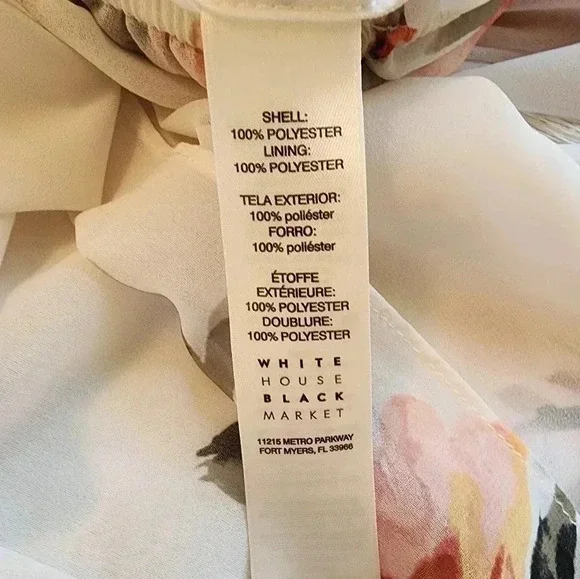 SHELL:
100% POLYESTER
LINING:
100% POLYESTER
TELA EXTERIOR:
100% poliéster
FORRO:
100% poliéster
ÉTOFFE
EXTÉRIEURE:
100% POLYESTER
DOUBLURE:
100% POLYESTER
WHITE
HOUSE
BLACK
MARKET
11215 METRO PARKWAY
FORT MYERS, FL 33966